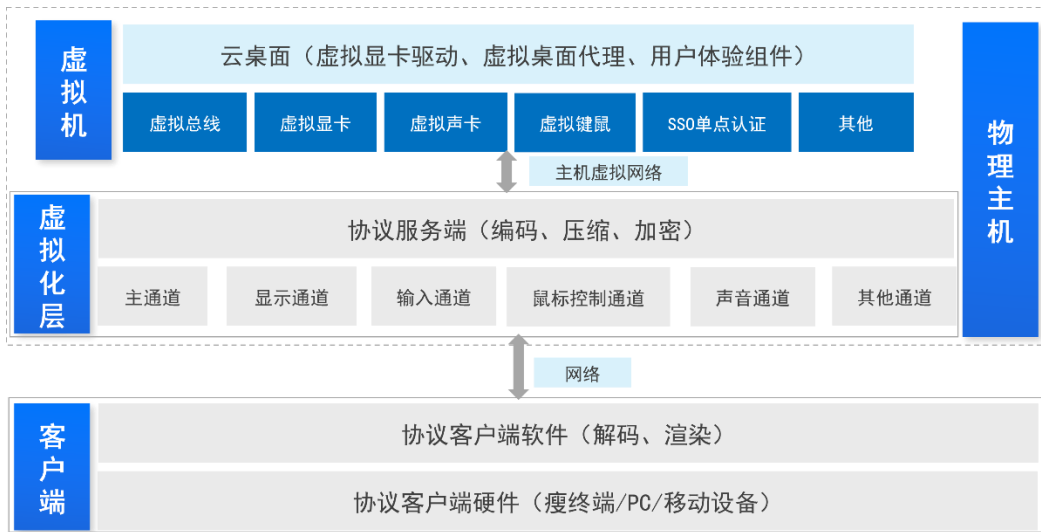 虚拟机
云桌面（虚拟显卡驱动、虚拟桌面代理、用户体验组件）
虚拟总线
虚拟显卡
虚拟声卡
虚拟键鼠
SSO单点认证
其他
物理主机
主机虚拟网络
虚拟化层
协议服务端（编码、压缩、加密）
主通道
显示通道
输入通道
鼠标控制通道
声音通道
其他通道
网络
客户端
协议客户端软件（解码、渲染）
协议客户端硬件（瘦终端/PC/移动设备）